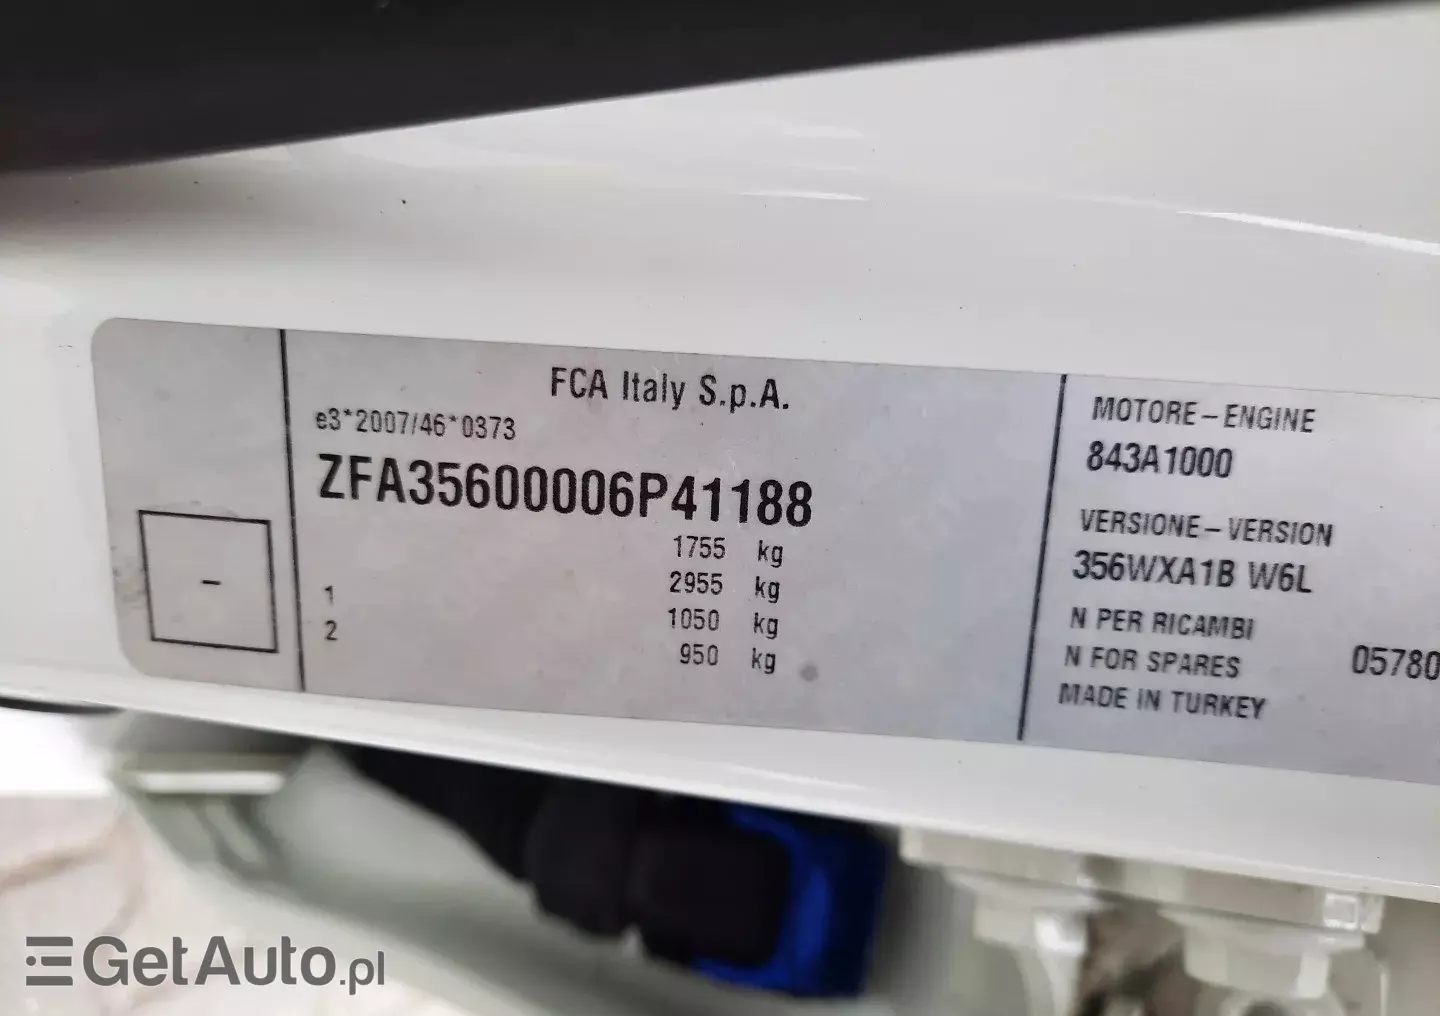 FCA Italy S.p.A.
e3*2007/46*0373
ZFA35600006P41188
1755 kg
1 2955 kg
2 1050 kg
950 kg
-
MOTORE-ENGINE
843A1000
VERSIONE-VERSION
356WXA1B W6L
N PER RICAMBI
N FOR SPARES 05780
MADE IN TURKEY
GetAuto.pl